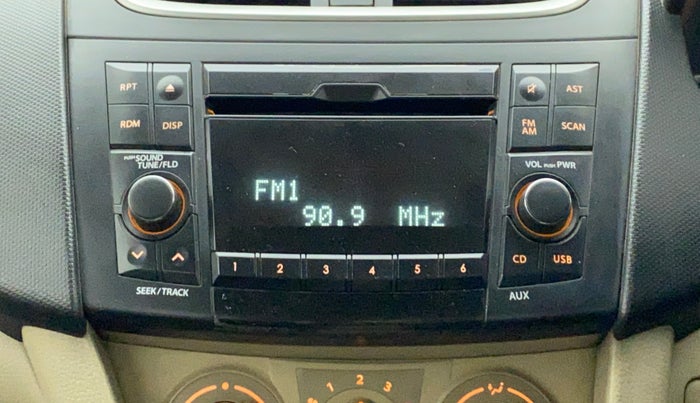 RPT
AST
RDM
DISP
FM AM
SCAN
PUSH SOUND
TUNE/FLD
VOL PUSH PWR
FM1
90.9 MHz
1 2 3 4 5 6
CD USB
SEEK/TRACK
AUX
1 2 3